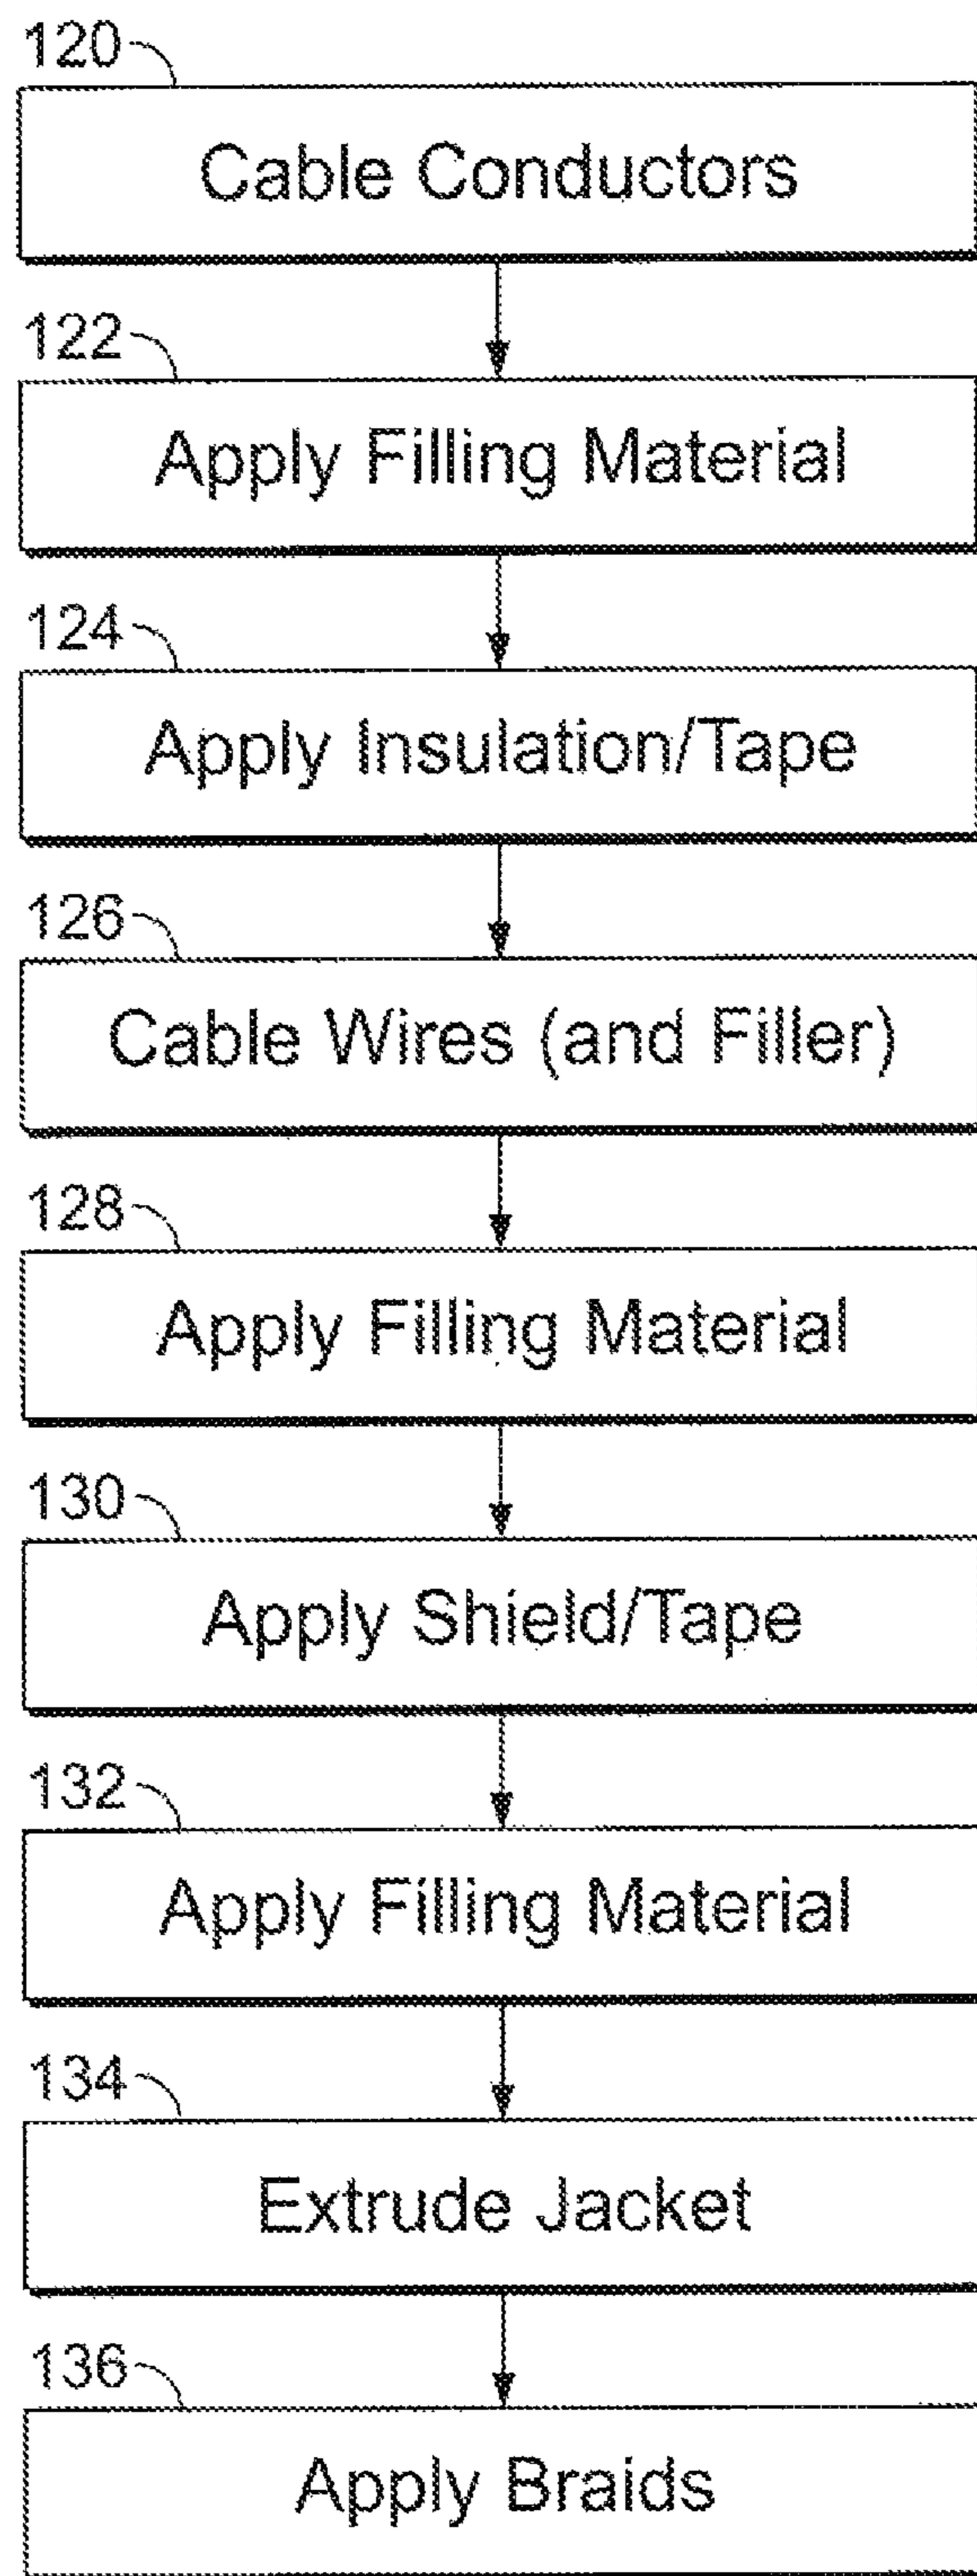 120
Cable Conductors
122
Apply Filling Material
124
Apply Insulation/Tape
126
Cable Wires (and Filler)
128
Apply Filling Material
130
Apply Shield/Tape
132
Apply Filling Material
134
Extrude Jacket
136
Apply Braids